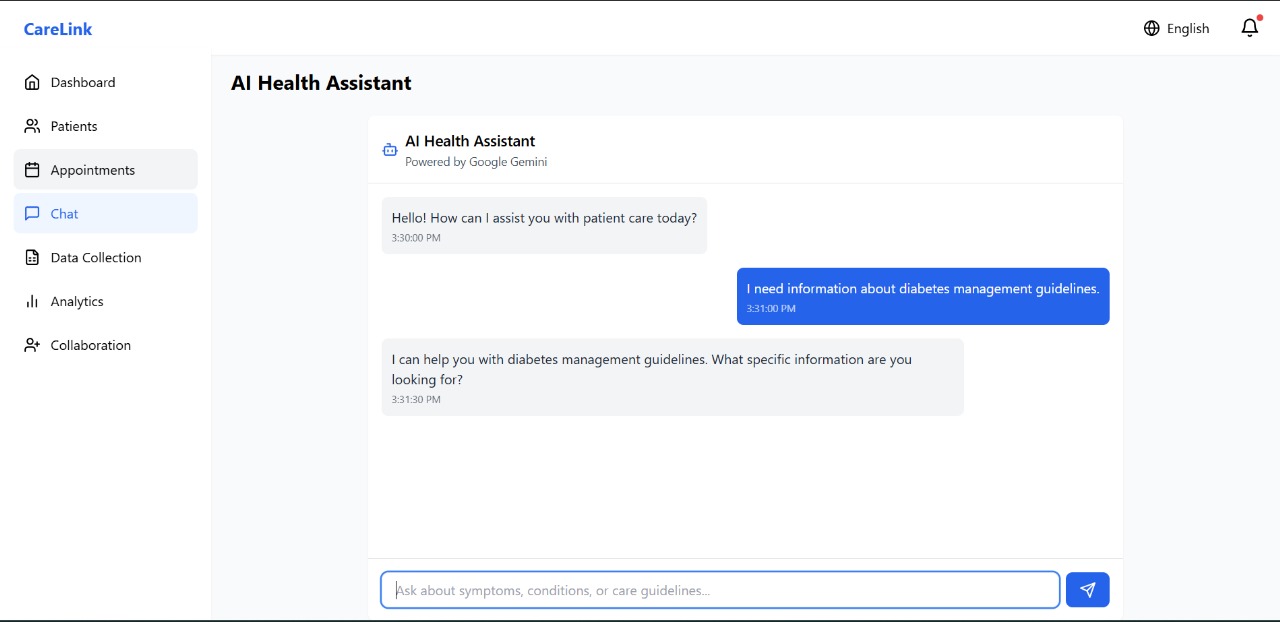 CareLink
English
Dashboard
Patients
Appointments
Chat
Data Collection
Analytics
Collaboration
AI Health Assistant
AI Health Assistant
Powered by Google Gemini
Hello! How can I assist you with patient care today?
3:30:00 PM
I need information about diabetes management guidelines.
3:31:00 PM
I can help you with diabetes management guidelines. What specific information are you
looking for?
3:31:30 PM
Ask about symptoms, conditions, or care guidelines...